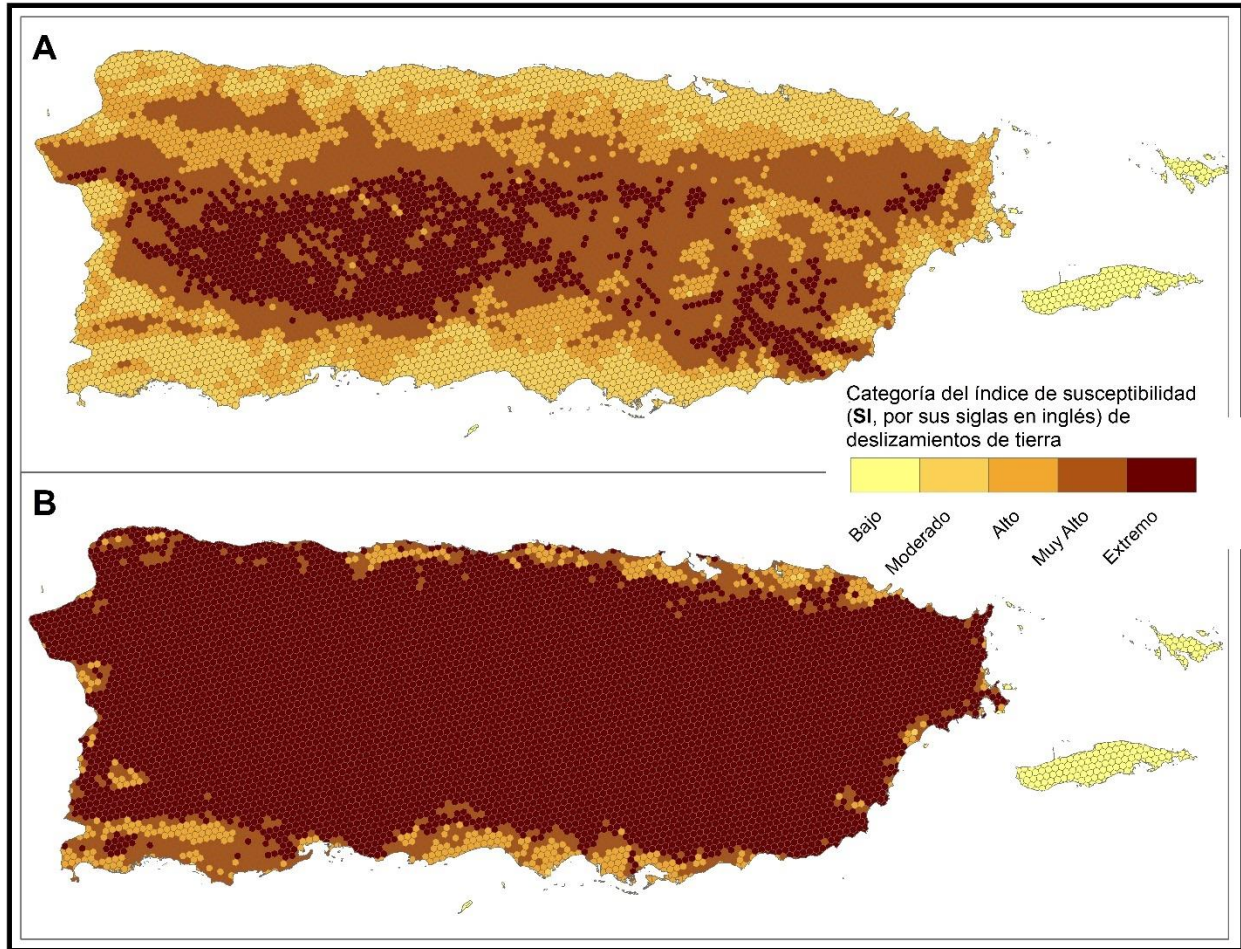 A
Categoría del índice de susceptibilidad
(SI, por sus siglas en inglés) de
deslizamientos de tierra
Bajo
Moderado
Alto
Muy Alto
Extremo
B